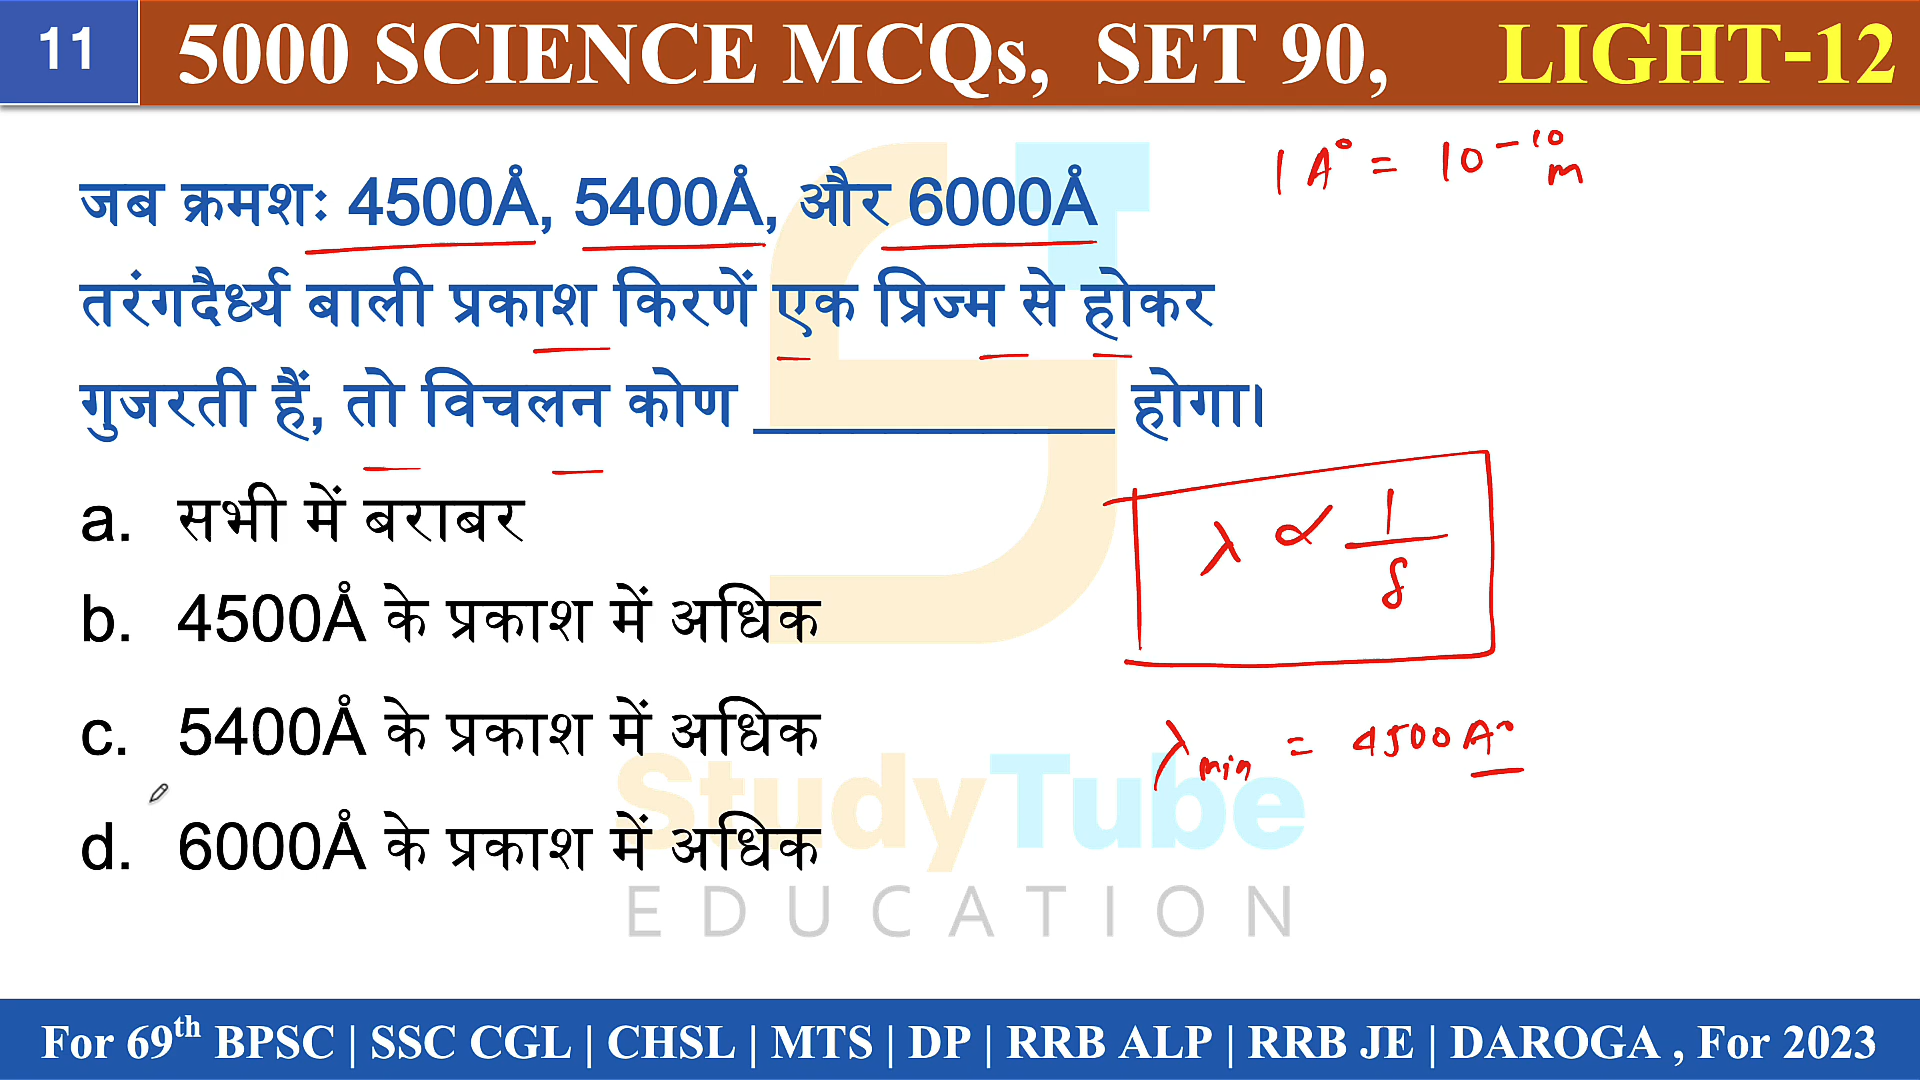 11
5000 SCIENCE MCQs, SET 90, LIGHT-12
जब क्रमशः 4500Å, 5400Å, और 6000Å
तरंगदैर्ध्य बाली प्रकाश किरणें एक प्रिज्म से होकर
गुजरती हैं, तो विचलन कोण ____________ होगा।
a. सभी में बराबर
b. 4500Å के प्रकाश में अधिक
c. 5400Å के प्रकाश में अधिक
d. 6000Å के प्रकाश में अधिक
1 A° = 10⁻¹⁰ m
λ ∝ 1/δ
λmin = 4500 A°
StudyTube
EDUCATION
For 69th BPSC | SSC CGL | CHSL | MTS | DP | RRB ALP | RRB JE | DAROGA , For 2023